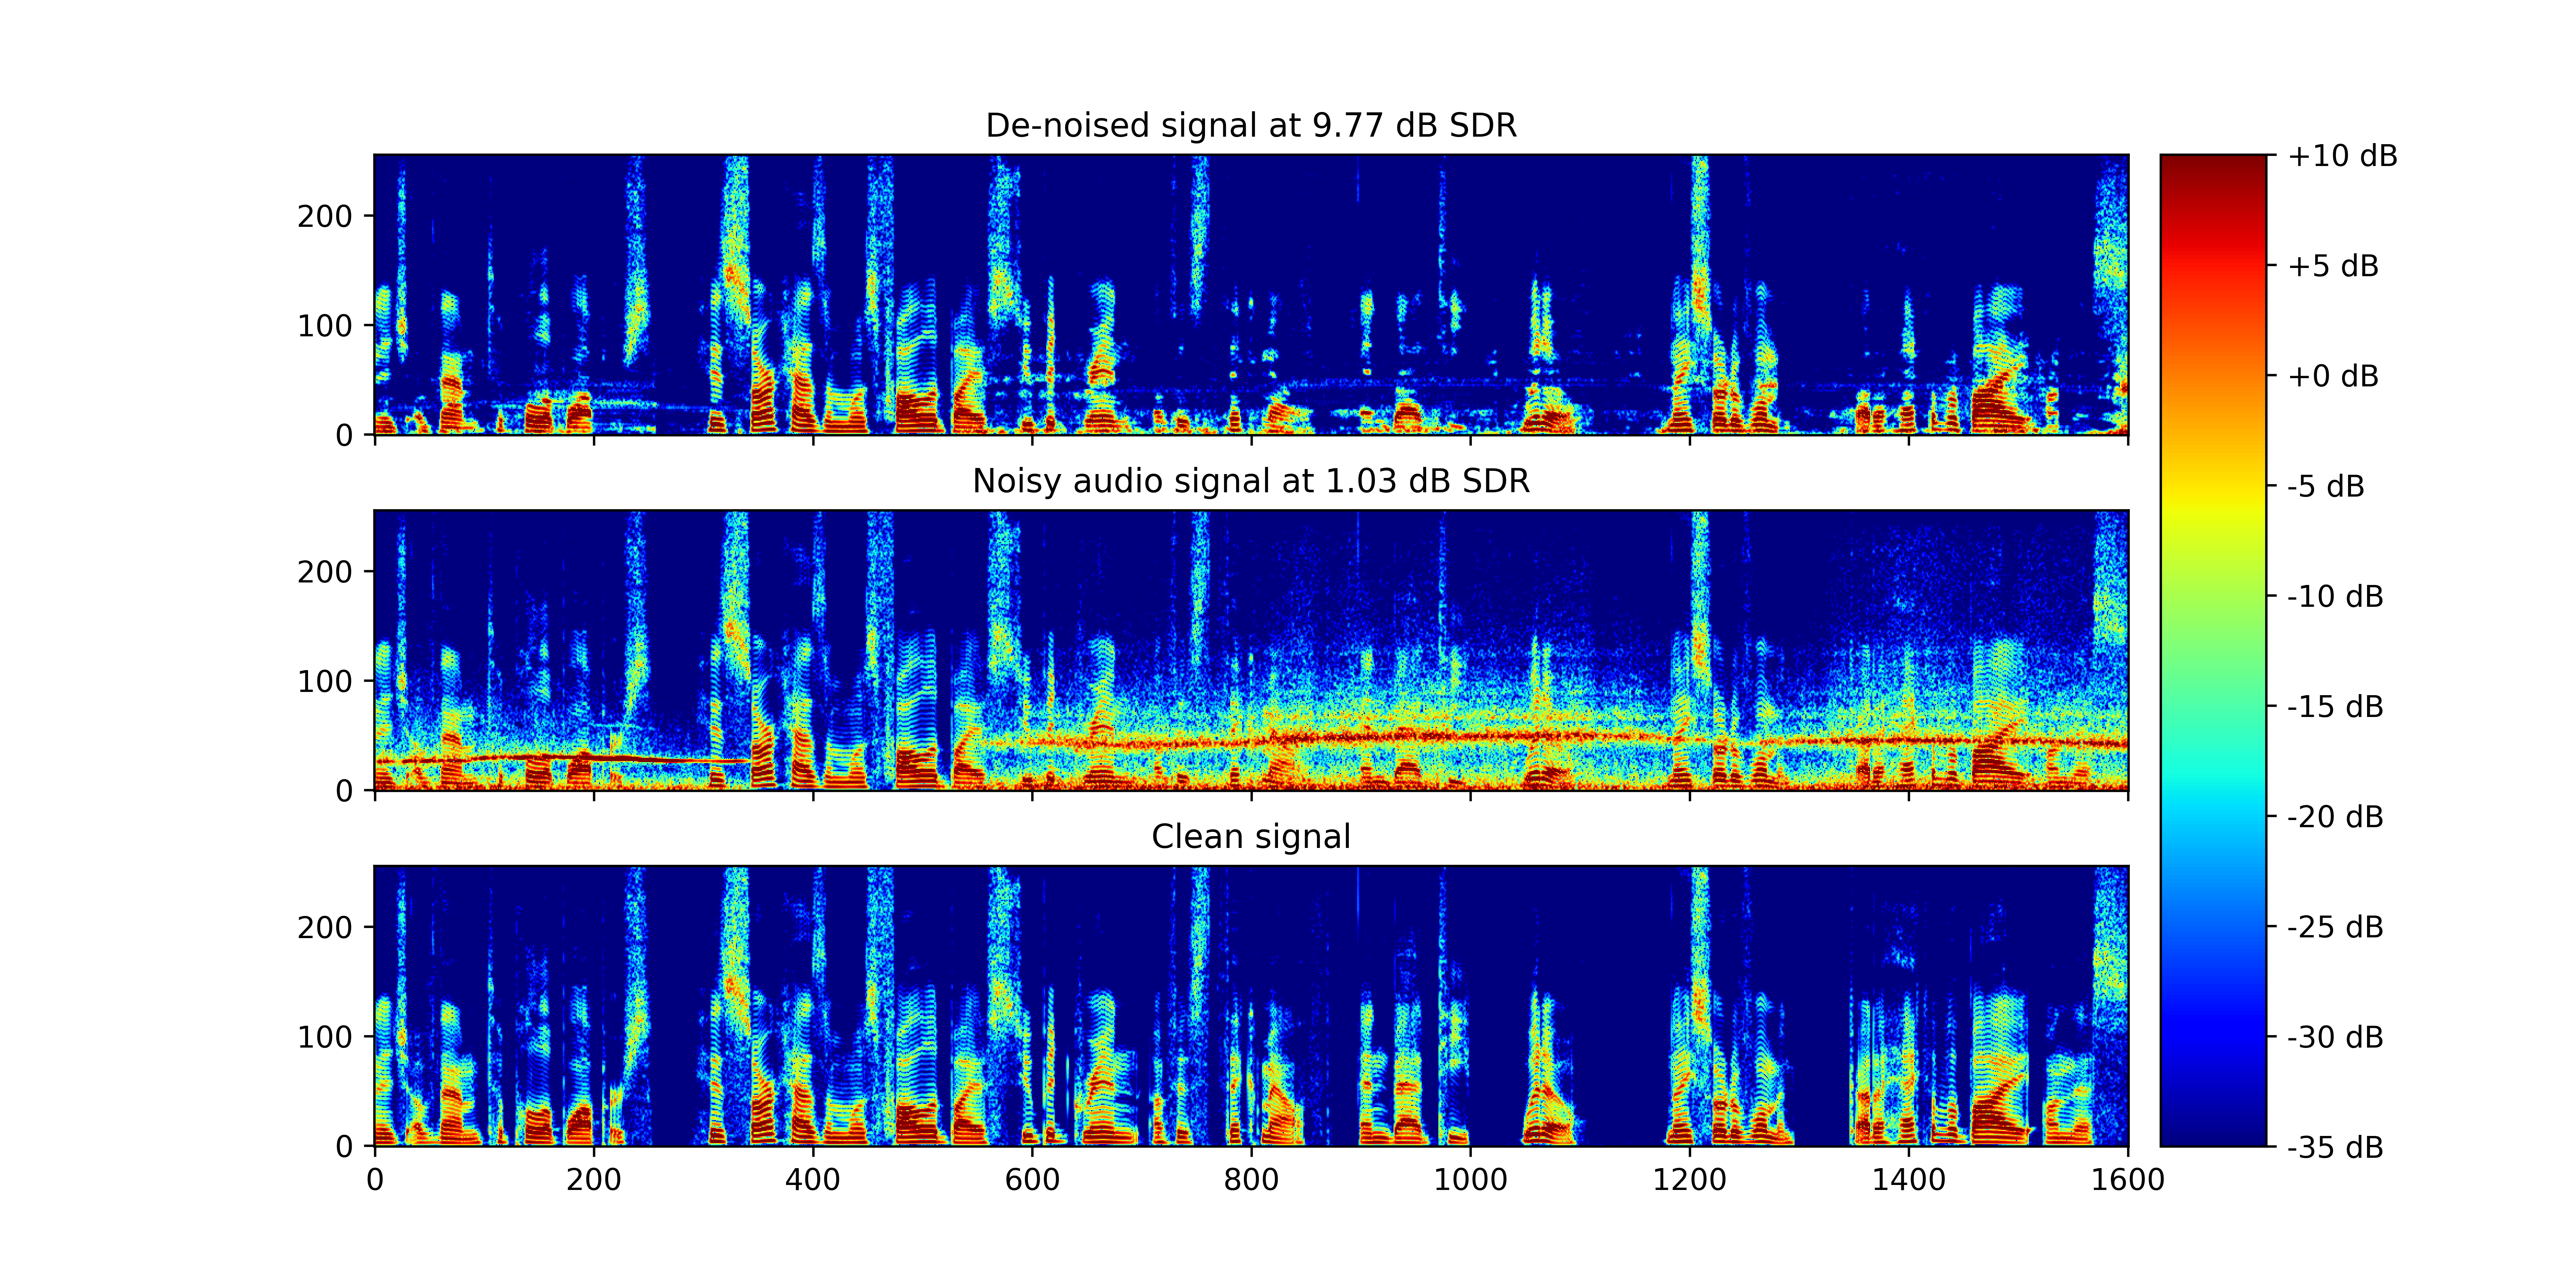 De-noised signal at 9.77 dB SDR
200
100
0
Noisy audio signal at 1.03 dB SDR
200
100
0
Clean signal
200
100
0
0 200 400 600 800 1000 1200 1400 1600
+10 dB
+5 dB
+0 dB
-5 dB
-10 dB
-15 dB
-20 dB
-25 dB
-30 dB
-35 dB